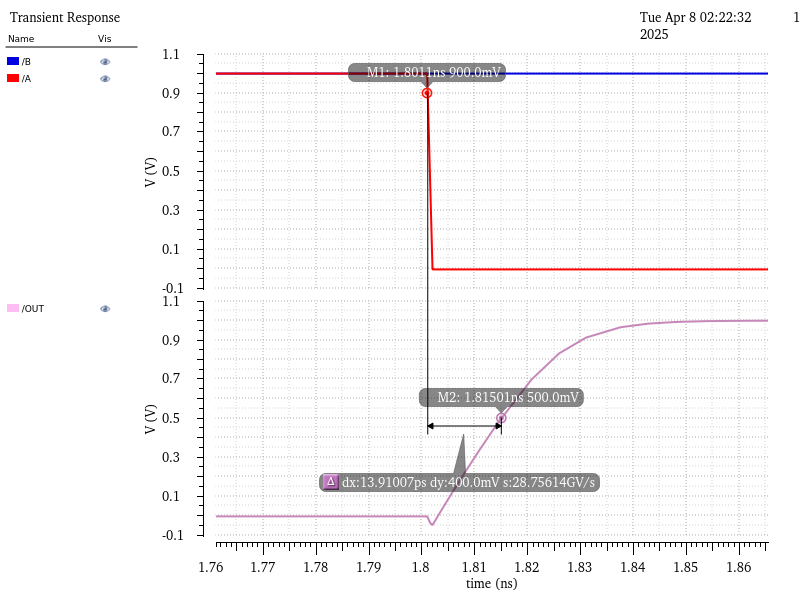 Transient Response
Tue Apr 8 02:22:32 2025
1
Name Vis
/B
/A
1.1
0.9
0.7
0.5
0.3
0.1
-0.1
V (V)
M1: 1.8011ns 900.0mV
/OUT
1.1
0.9
0.7
0.5
0.3
0.1
-0.1
V (V)
M2: 1.81501ns 500.0mV
Δ dx:13.91007ps dy:400.0mV s:28.75614GV/s
1.76 1.77 1.78 1.79 1.8 1.81 1.82 1.83 1.84 1.85 1.86
time (ns)